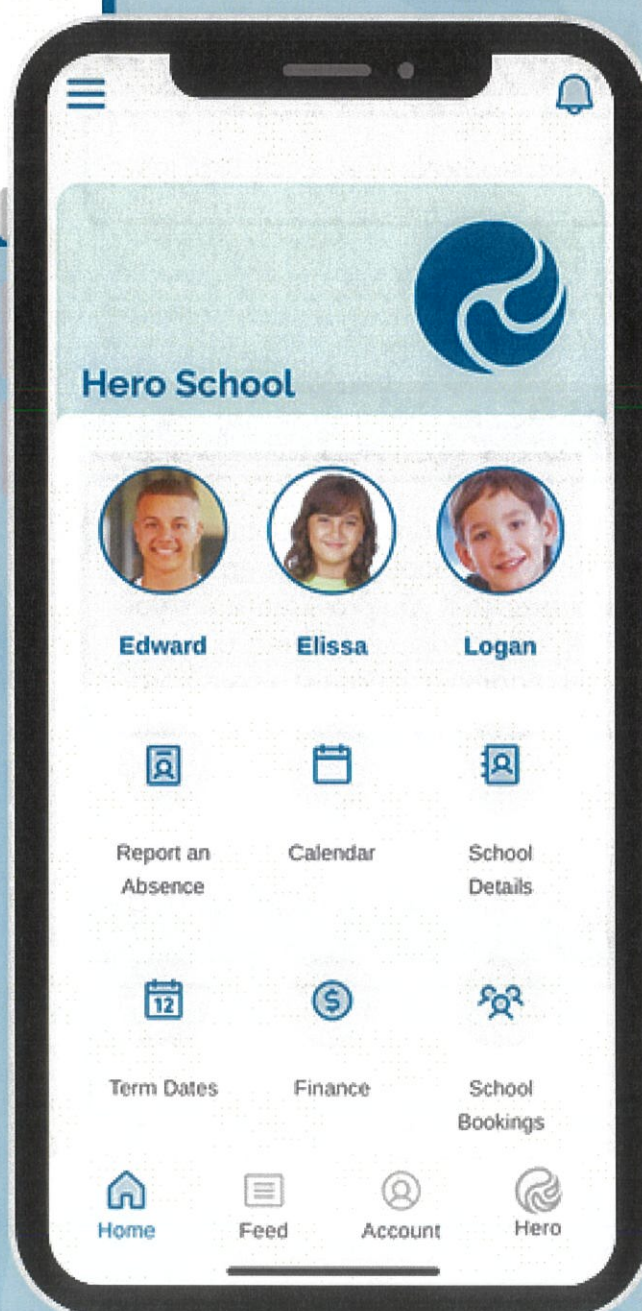 Hero School
Edward Elissa Logan
Report an Calendar School
Absence Details
12
Term Dates Finance School
Bookings
Home Feed Account Hero